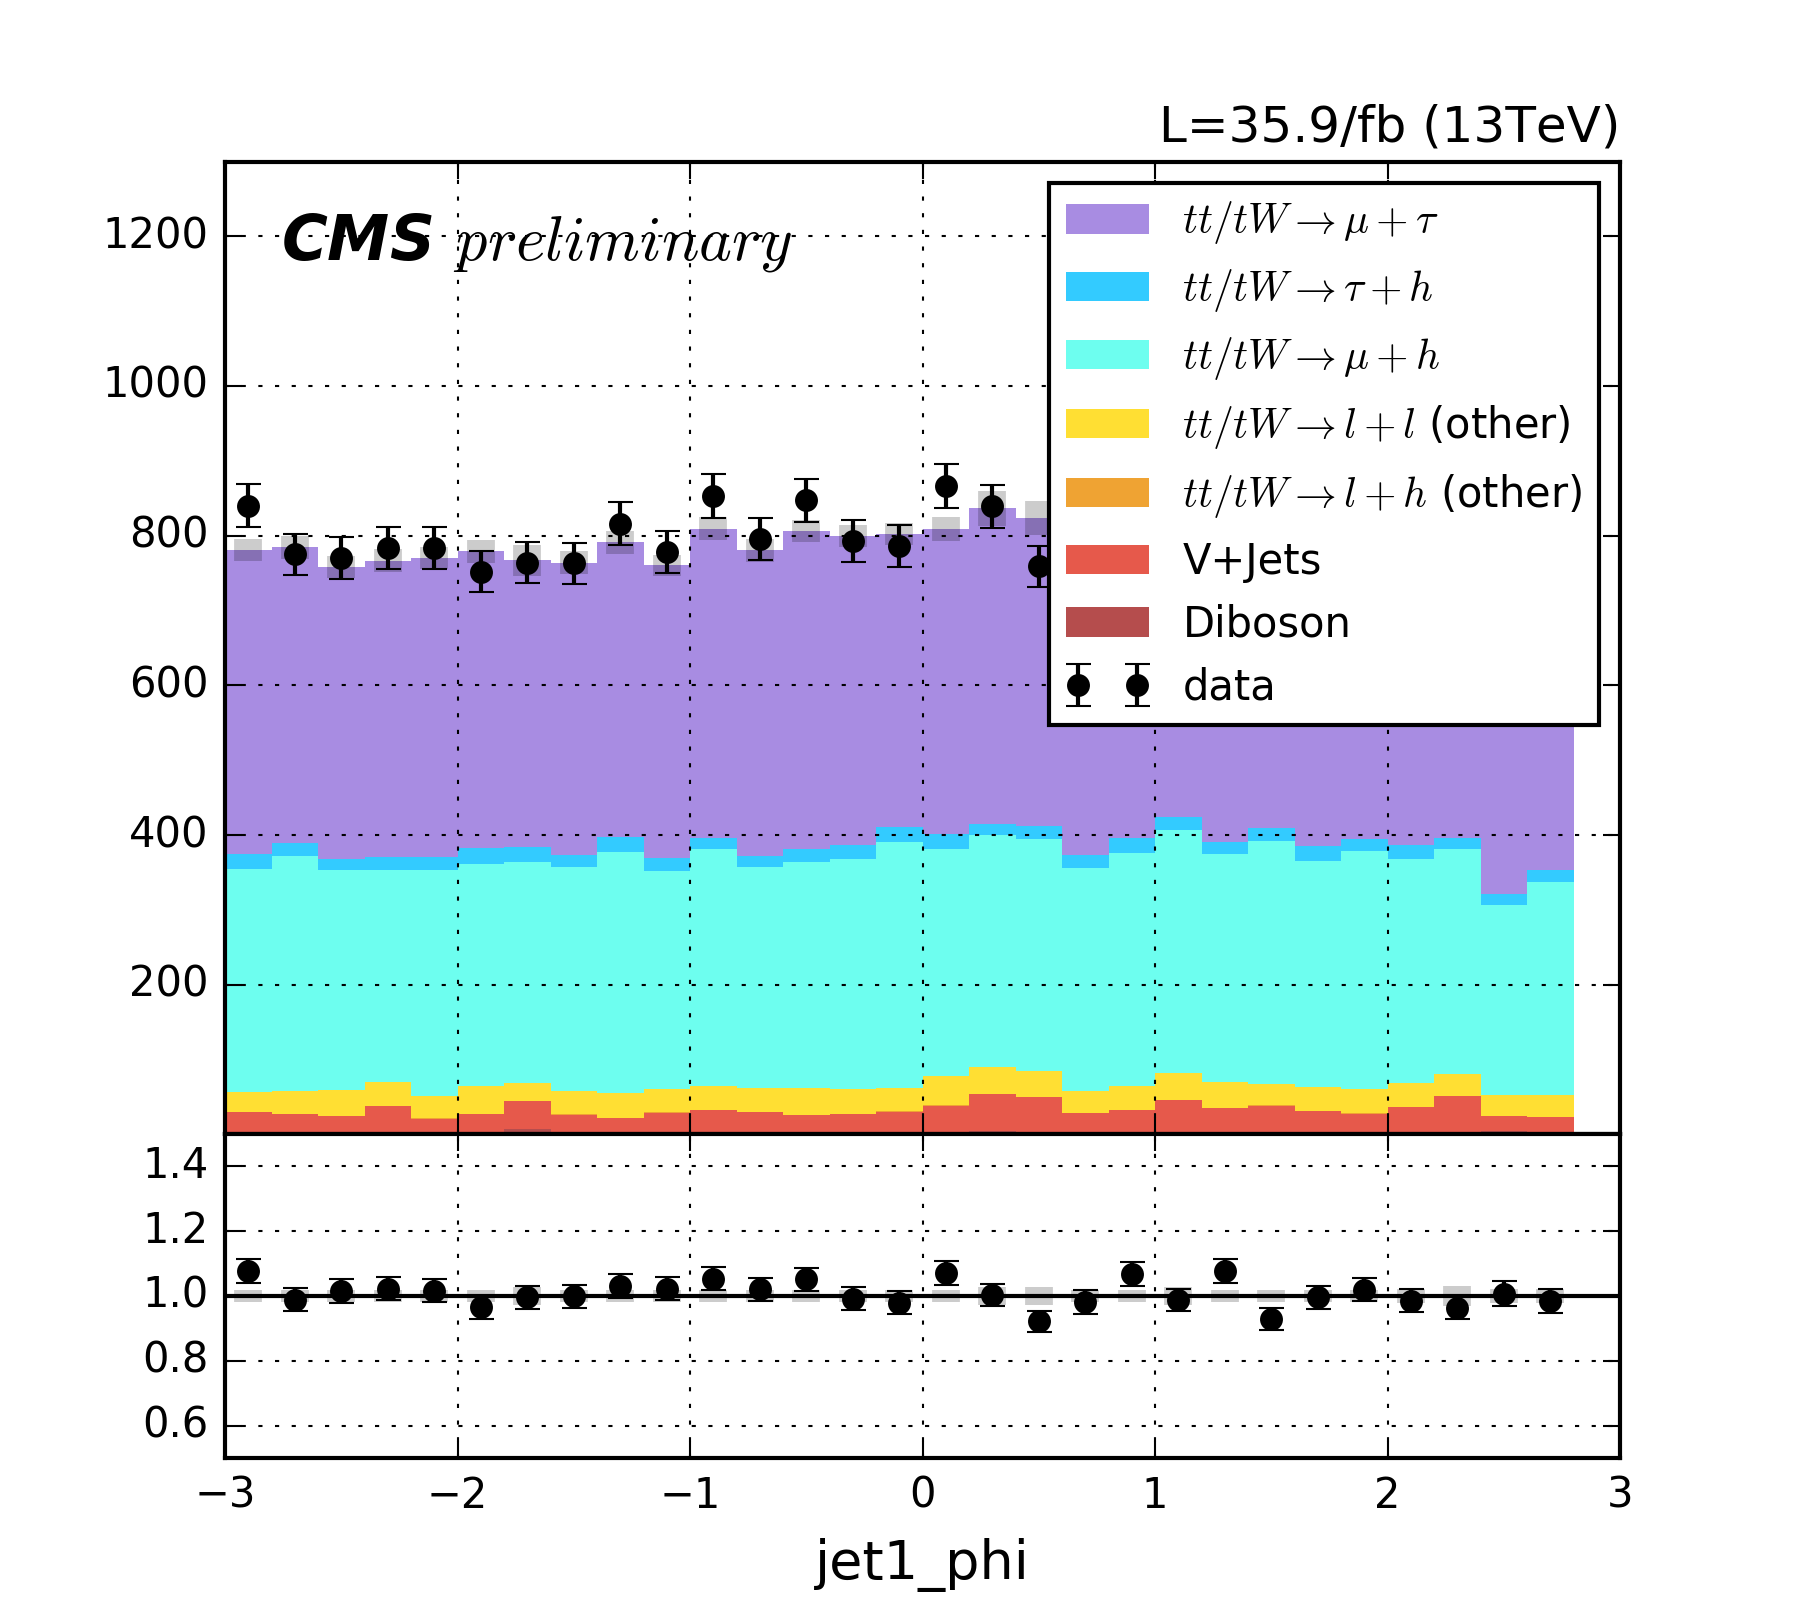 L=35.9/fb (13TeV)
CMS preliminary
tt/tW→μ+τ
tt/tW→τ+h
tt/tW→μ+h
tt/tW→l+l (other)
tt/tW→l+h (other)
V+Jets
Diboson
data
1200
1000
800
600
400
200
1.4
1.2
1.0
0.8
0.6
−3 −2 −1 0 1 2 3
jet1_phi